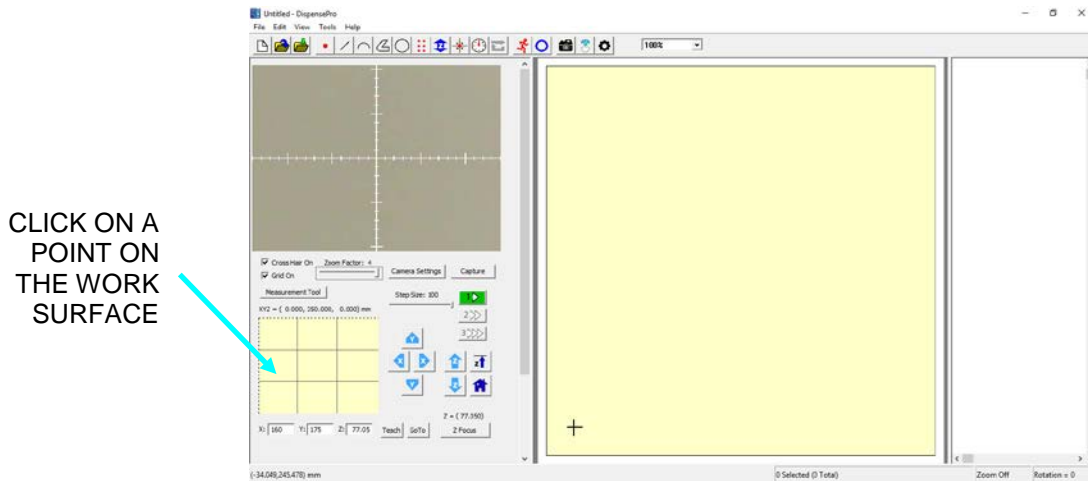 Untitled - DispensePro
File Edit View Tools Help
100%
CLICK ON A
POINT ON
THE WORK
SURFACE
Cross Hair On Zoom Factor: 4
Grid On
Camera Settings Capture
Measurement Tool
Step Size: 100
1
XYZ = ( 0.000, 350.000, 0.000) mm
2
3
Y
X X
Z Z
Y
Z
Z = ( 77.350)
X: 160 Y: 175 Z: 77.05 Teach GoTo Z Focus
(-34.049,245.478) mm 0 Selected (0 Total) Zoom Off Rotation = 0